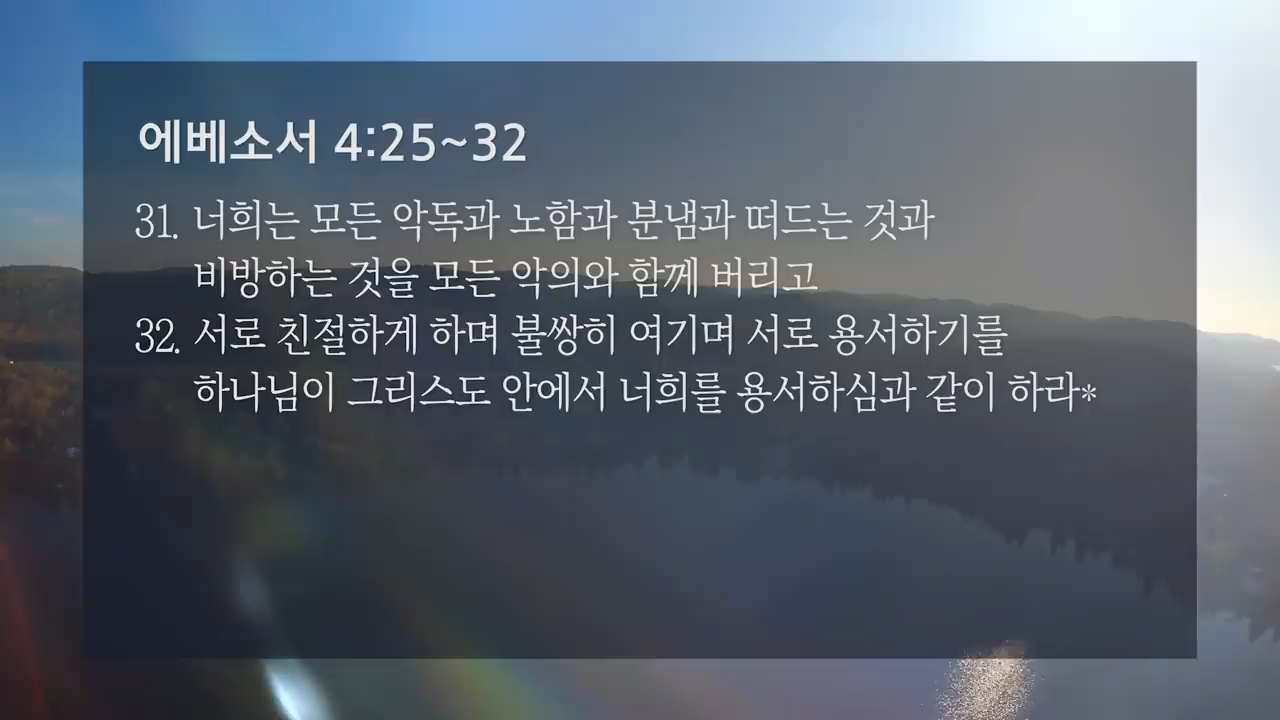 에베소서 4:25~32
31. 너희는 모든 악독과 노함과 분냄과 떠드는 것과
비방하는 것을 모든 악의와 함께 버리고
32. 서로 친절하게 하며 불쌍히 여기며 서로 용서하기를
하나님이 그리스도 안에서 너희를 용서하심과 같이 하라*